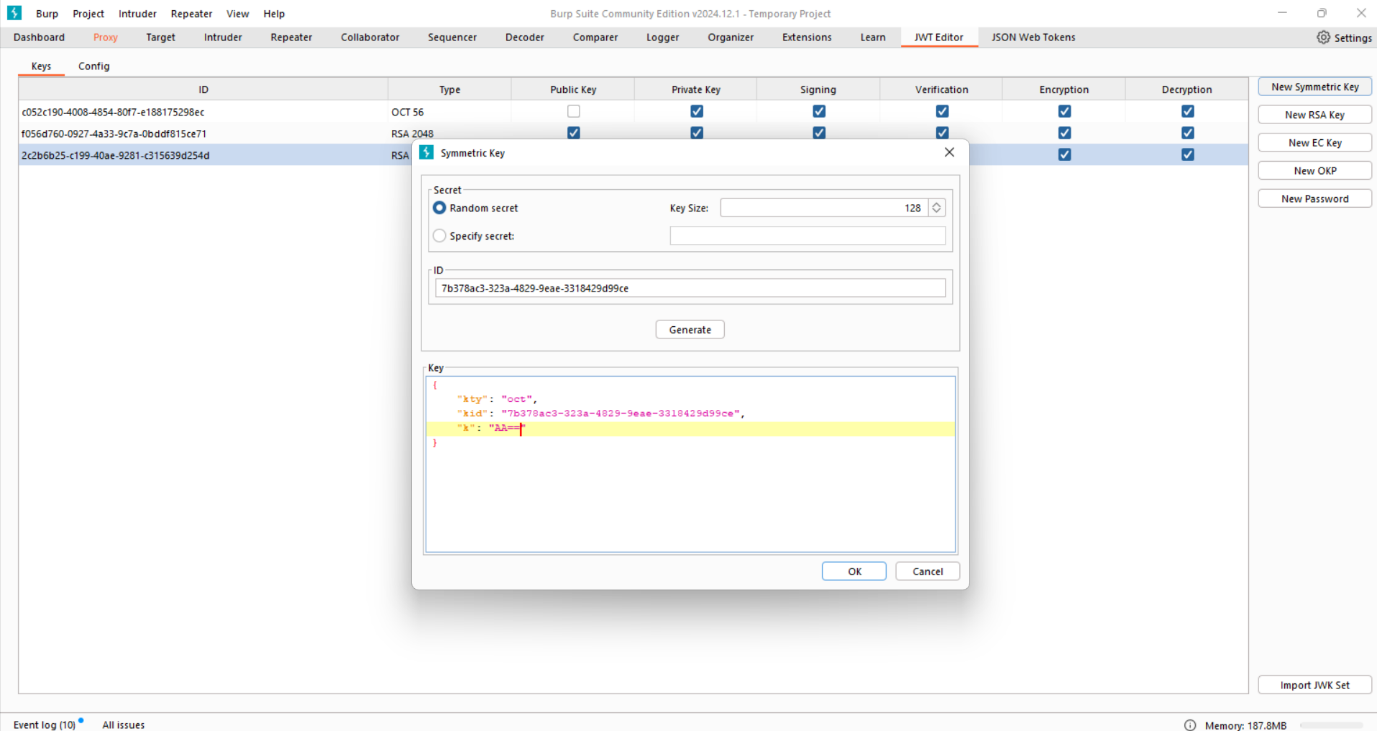 Burp Project Intruder Repeater View Help Burp Suite Community Edition v2024.12.1 - Temporary Project
Dashboard Proxy Target Intruder Repeater Collaborator Sequencer Decoder Comparer Logger Organizer Extensions Learn JWT Editor JSON Web Tokens Settings
Keys Config
ID Type Public Key Private Key Signing Verification Encryption Decryption New Symmetric Key
c052c190-4008-4854-80f7-e188175298ec OCT 56 New RSA Key
f056d760-0927-4a33-9c7a-0bddf815ce71 RSA 2048 New EC Key
2c2b6b25-c199-40ae-9281-c315639d254d RSA New OKP
New Password
Symmetric Key
Secret
Random secret Key Size: 128
Specify secret:
ID
7b378ac3-323a-4829-9eae-3318429d99ce
Generate
Key
{
"kty": "oct",
"kid": "7b378ac3-323a-4829-9eae-3318429d99ce",
"k": "AA=="
}
OK Cancel
Import JWK Set
Event log (10) All issues Memory: 187.8MB